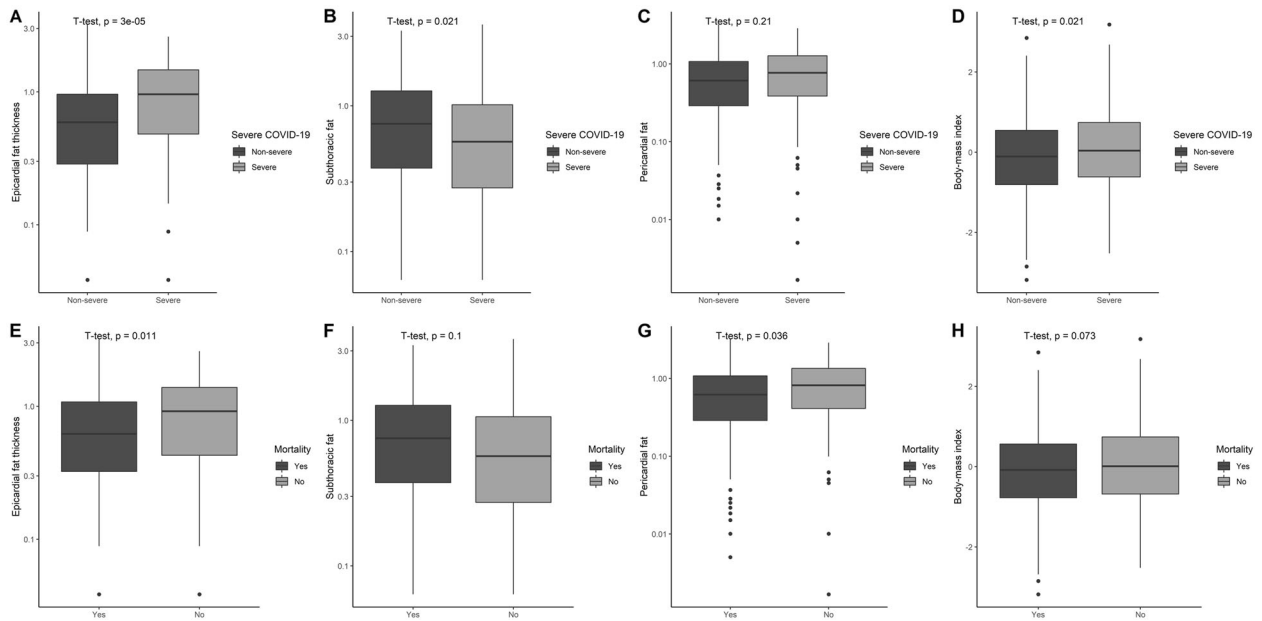 A
T-test, p = 3e-05
Epicardial fat thickness
3.0
1.0
0.3
0.1
Non-severe
Severe
Severe COVID-19
Non-severe
Severe
B
T-test, p = 0.021
Subthoracic fat
3.0
1.0
0.3
0.1
Non-severe
Severe
Severe COVID-19
Non-severe
Severe
C
T-test, p = 0.21
Pericardial fat
1.00
0.10
0.01
Non-severe
Severe
Severe COVID-19
Non-severe
Severe
D
T-test, p = 0.021
Body-mass index
2
0
-2
Non-severe
Severe
Severe COVID-19
Non-severe
Severe
E
T-test, p = 0.011
Epicardial fat thickness
3.0
1.0
0.3
0.1
Yes
No
Mortality
Yes
No
F
T-test, p = 0.1
Subthoracic fat
3.0
1.0
0.3
0.1
Yes
No
Mortality
Yes
No
G
T-test, p = 0.036
Pericardial fat
1.00
0.10
0.01
Yes
No
Mortality
Yes
No
H
T-test, p = 0.073
Body-mass index
2
0
-2
Yes
No
Mortality
Yes
No